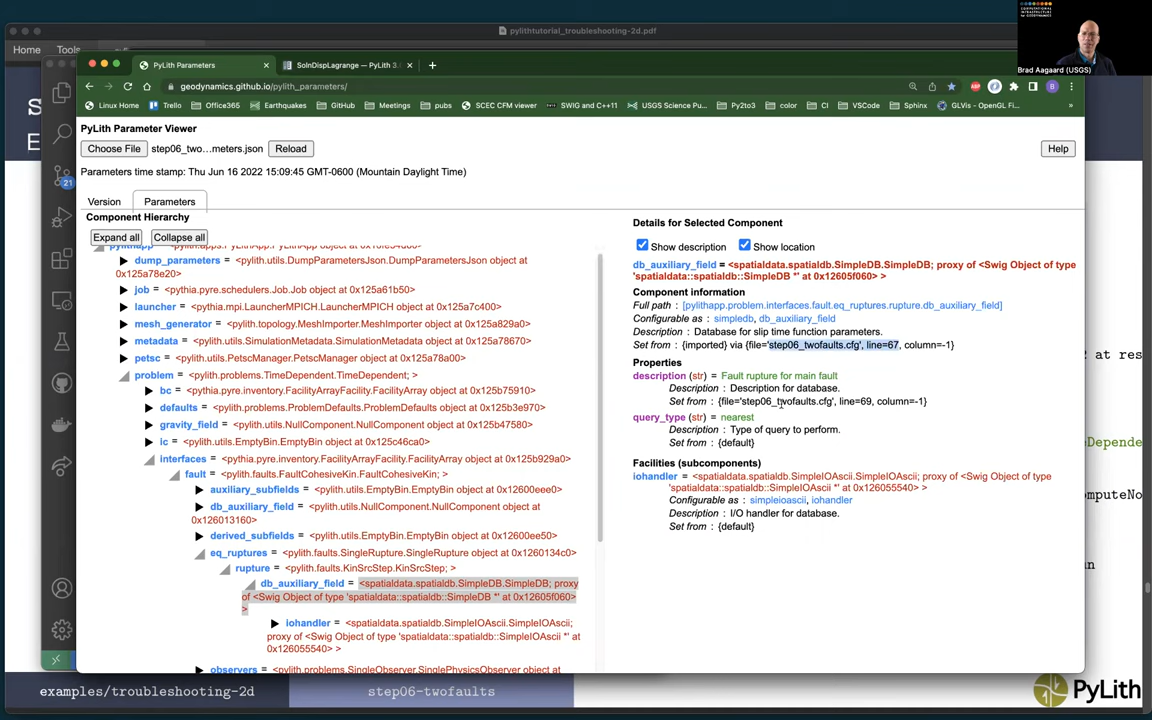 pylithtutorial_troubleshooting-2d.pdf
Home Tools
COMPUTATIONAL
INFRASTRUCTURE
for GEODYNAMICS
Brad Aagaard (USGS)
PyLith Parameters
SolnDispLagrange — PyLith 3.
geodynamics.github.io/pylith_parameters/
Linux Home Trello Office365 Earthquakes GitHub Meetings pubs SCEC CFM viewer SWIG and C++11 USGS Science Pu... Py2to3 color CI VSCode Sphinx GLVis - OpenGL Fi...
PyLith Parameter Viewer
Choose File step06_two...meters.json Reload Help
Parameters time stamp: Thu Jun 16 2022 15:09:45 GMT-0600 (Mountain Daylight Time)
Version Parameters
Component Hierarchy
Expand all Collapse all
dump_parameters = <pylith.utils.DumpParametersJson.DumpParametersJson object at
0x125a78e20>
job = <pythia.pyre.schedulers.Job.Job object at 0x125a61b50>
launcher = <pythia.mpi.LauncherMPICH.LauncherMPICH object at 0x125a7c400>
mesh_generator = <pylith.topology.MeshImporter.MeshImporter object at 0x125a829a0>
metadata = <pylith.utils.SimulationMetadata.SimulationMetadata object at 0x125a78670>
petsc = <pylith.utils.PetscManager.PetscManager object at 0x125a78a00>
problem = <pylith.problems.TimeDependent.TimeDependent; >
bc = <pythia.pyre.inventory.FacilityArrayFacility.FacilityArray object at 0x125b75910>
defaults = <pylith.problems.ProblemDefaults.ProblemDefaults object at 0x125b3e970>
gravity_field = <pylith.utils.NullComponent.NullComponent object at 0x125b47580>
ic = <pylith.utils.EmptyBin.EmptyBin object at 0x125c46ca0>
interfaces = <pythia.pyre.inventory.FacilityArrayFacility.FacilityArray object at 0x125b929a0>
fault = <pylith.faults.FaultCohesiveKin.FaultCohesiveKin; >
auxiliary_subfields = <pylith.utils.EmptyBin.EmptyBin object at 0x12600eee0>
db_auxiliary_field = <pylith.utils.NullComponent.NullComponent object at
0x126013160>
derived_subfields = <pylith.utils.EmptyBin.EmptyBin object at 0x12600ee50>
eq_ruptures = <pylith.faults.SingleRupture.SingleRupture object at 0x1260134c0>
rupture = <pylith.faults.KinSrcStep.KinSrcStep; >
db_auxiliary_field = <spatialdata.spatialdb.SimpleDB.SimpleDB; proxy
of <Swig Object of type 'spatialdata::spatialdb::SimpleDB *' at 0x12605f060>
>
iohandler = <spatialdata.spatialdb.SimpleIOAscii.SimpleIOAscii;
proxy of <Swig Object of type 'spatialdata::spatialdb::SimpleIOAscii *' at
0x126055540> >
observers = <pylith.problems.SingleObserver.SinglePhysicsObserver object at
Details for Selected Component
Show description Show location
db_auxiliary_field = <spatialdata.spatialdb.SimpleDB.SimpleDB; proxy of <Swig Object of type
'spatialdata::spatialdb::SimpleDB *' at 0x12605f060> >
Component information
Full path : [pylithapp.problem.interfaces.fault.eq_ruptures.rupture.db_auxiliary_field]
Configurable as : simpledb, db_auxiliary_field
Description : Database for slip time function parameters.
Set from : {imported} via {file='step06_twofaults.cfg', line=67, column=-1}
Properties
description (str) = Fault rupture for main fault
Description : Description for database.
Set from : {file='step06_twofaults.cfg', line=69, column=-1}
query_type (str) = nearest
Description : Type of query to perform.
Set from : {default}
Facilities (subcomponents)
iohandler = <spatialdata.spatialdb.SimpleIOAscii.SimpleIOAscii; proxy of <Swig Object of type
'spatialdata::spatialdb::SimpleIOAscii *' at 0x126055540> >
Configurable as : simpleioascii, iohandler
Description : I/O handler for database.
Set from : {default}
21
2 at res
Depende
mputeNo
n
examples/troubleshooting-2d step06-twofaults
PyLith